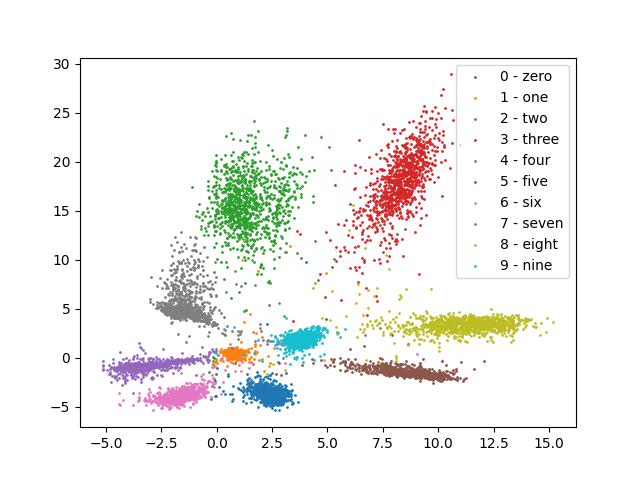 30
25
20
15
10
5
0
−5
−5.0 −2.5 0.0 2.5 5.0 7.5 10.0 12.5 15.0
0 - zero
1 - one
2 - two
3 - three
4 - four
5 - five
6 - six
7 - seven
8 - eight
9 - nine